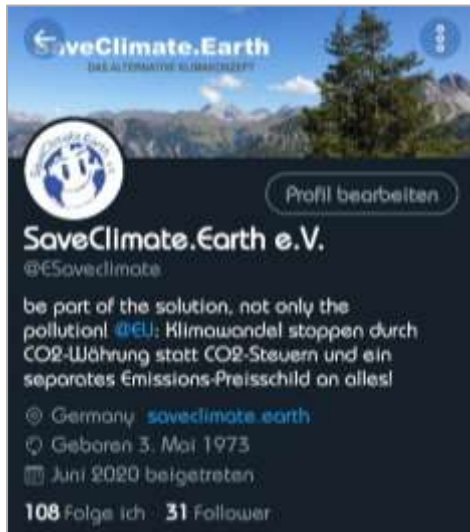 SaveClimate.Earth
DAS ALTERNATIVE KLIMAKONZEPT
SaveClimate.Earth e.V.
Profil bearbeiten
SaveClimate.Earth e.V.
@ESaveclimate
be part of the solution, not only the
pollution! @EU: Klimawandel stoppen durch
CO2-Währung statt CO2-Steuern und ein
separates Emissions-Preisschild an alles!
Germany saveclimate.earth
Geboren 3. Mai 1973
Juni 2020 beigetreten
108 Folge ich 31 Follower